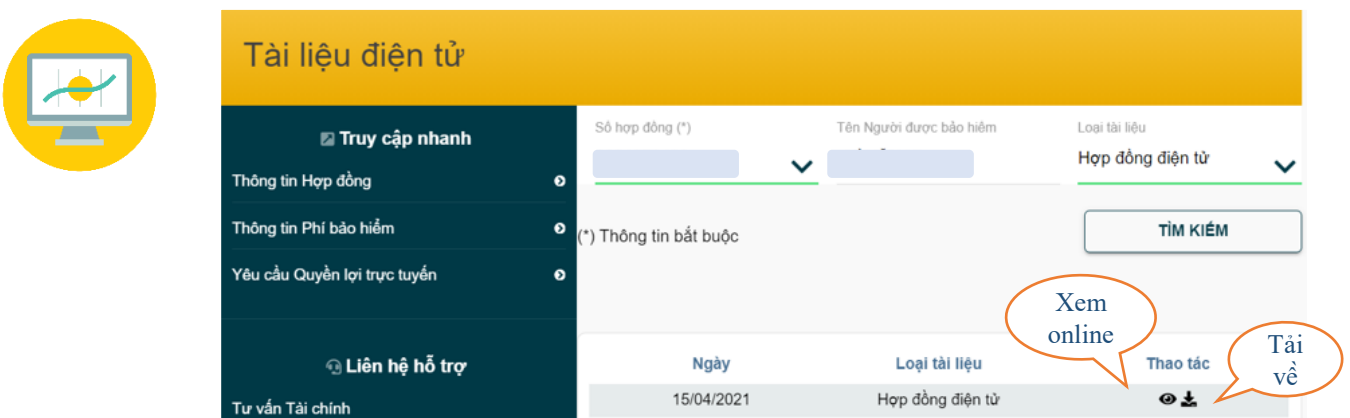 Tài liệu điện tử
Truy cập nhanh
Thông tin Hợp đồng
Thông tin Phí bảo hiểm
Yêu cầu Quyền lợi trực tuyến
Liên hệ hỗ trợ
Tư vấn Tài chính
Số hợp đồng (*)
Tên Người được bảo hiểm
Loại tài liệu
Hợp đồng điện tử
(*) Thông tin bắt buộc
TÌM KIẾM
Xem
online
Tải
về
Ngày
Loại tài liệu
Thao tác
15/04/2021
Hợp đồng điện tử